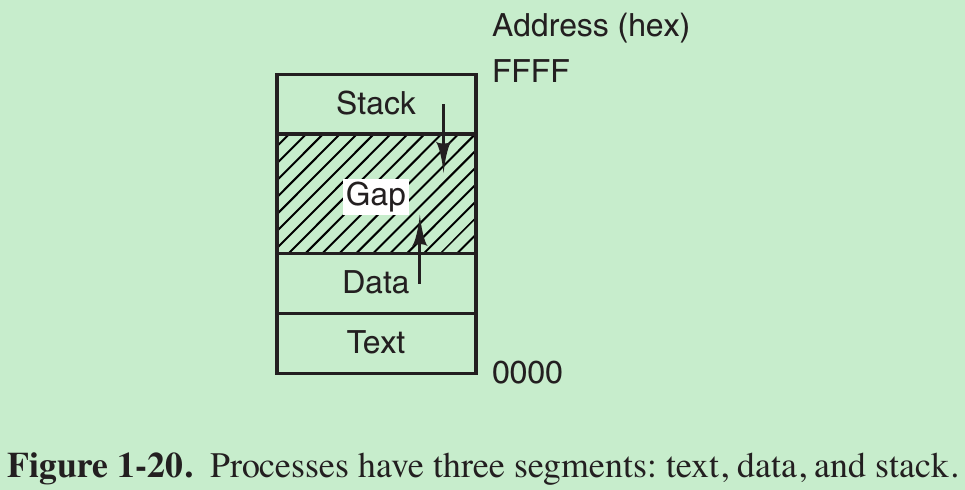 Address (hex)
FFFF
Stack
Gap
Data
Text
0000
Figure 1-20. Processes have three segments: text, data, and stack.